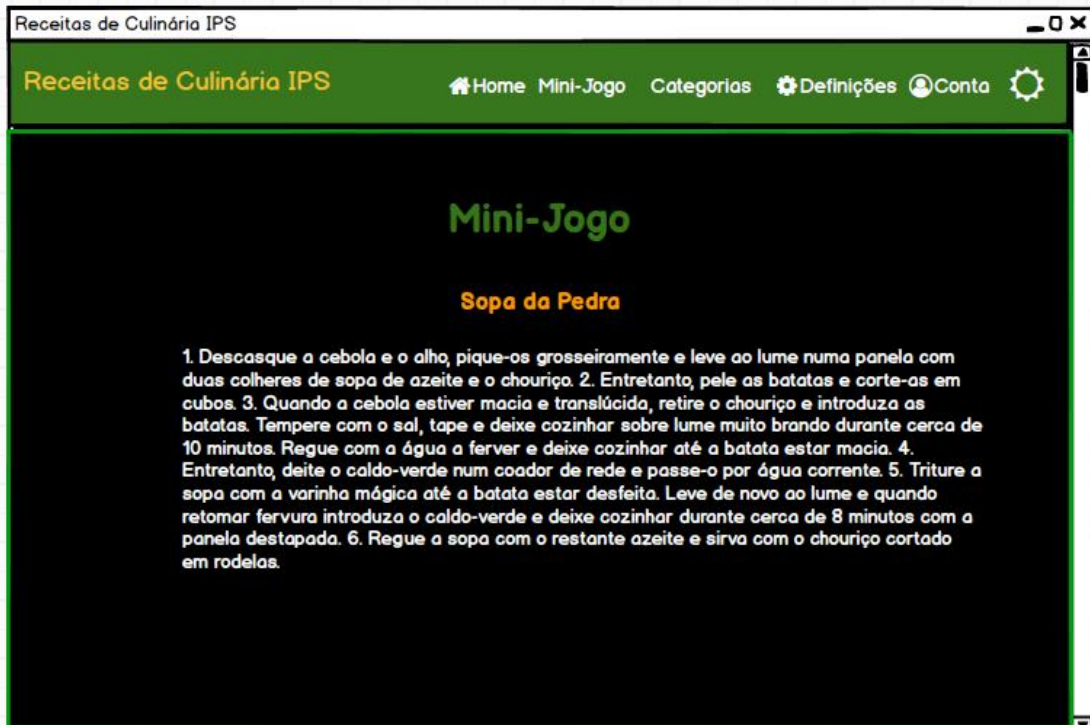 Receitas de Culinária IPS
Receitas de Culinária IPS
Home Mini-Jogo Categorias Definições Conta
Mini-Jogo
Sopa da Pedra
1. Descasque a cebola e o alho, pique-os grosseiramente e leve ao lume numa panela com
duas colheres de sopa de azeite e o chouriço. 2. Entretanto, pele as batatas e corte-as em
cubos. 3. Quando a cebola estiver macia e translúcida, retire o chouriço e introduza as
batatas. Tempere com o sal, tape e deixe cozinhar sobre lume muito brando durante cerca de
10 minutos. Regue com a água a ferver e deixe cozinhar até a batata estar macia. 4.
Entretanto, deite o caldo-verde num coador de rede e passe-o por água corrente. 5. Triture a
sopa com a varinha mágica até a batata estar desfeita. Leve de novo ao lume e quando
retomar fervura introduza o caldo-verde e deixe cozinhar durante cerca de 8 minutos com a
panela destapada. 6. Regue a sopa com o restante azeite e sirva com o chouriço cortado
em rodelas.